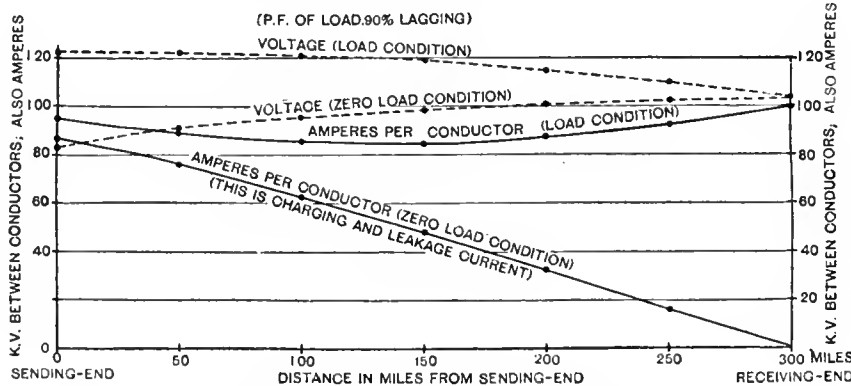 (P.F. OF LOAD.90% LAGGING)
VOLTAGE (LOAD CONDITION)
VOLTAGE (ZERO LOAD CONDITION)
AMPERES PER CONDUCTOR (LOAD CONDITION)
AMPERES PER CONDUCTOR (ZERO LOAD CONDITION)
(THIS IS CHARGING AND LEAKAGE CURRENT)
K.V. BETWEEN CONDUCTORS; ALSO AMPERES
120
100
80
60
40
20
0
K.V. BETWEEN CONDUCTORS; ALSO AMPERES
120
100
80
60
40
20
0 50 100 150 200 250 300 MILES
SENDING-END DISTANCE IN MILES FROM SENDING-END RECEIVING-END